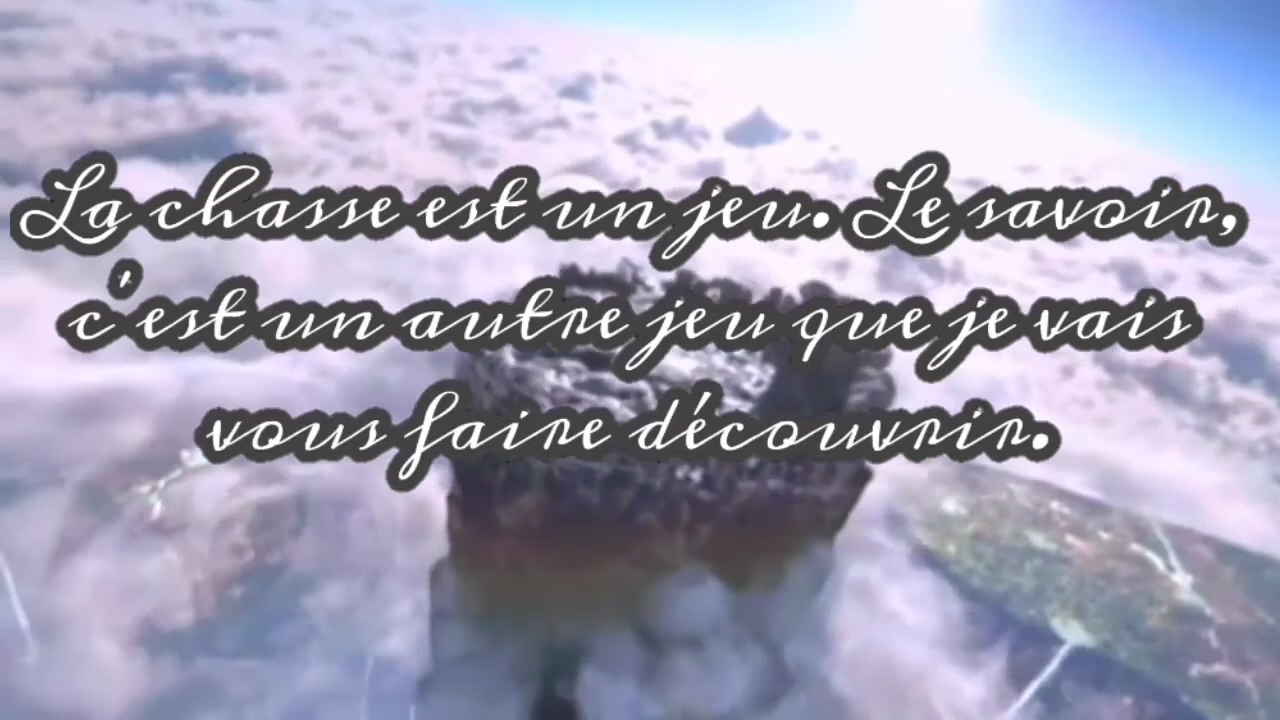 La chasse est un jeu. Le savoir,
c'est un autre jeu que je vais
vous faire découvrir.